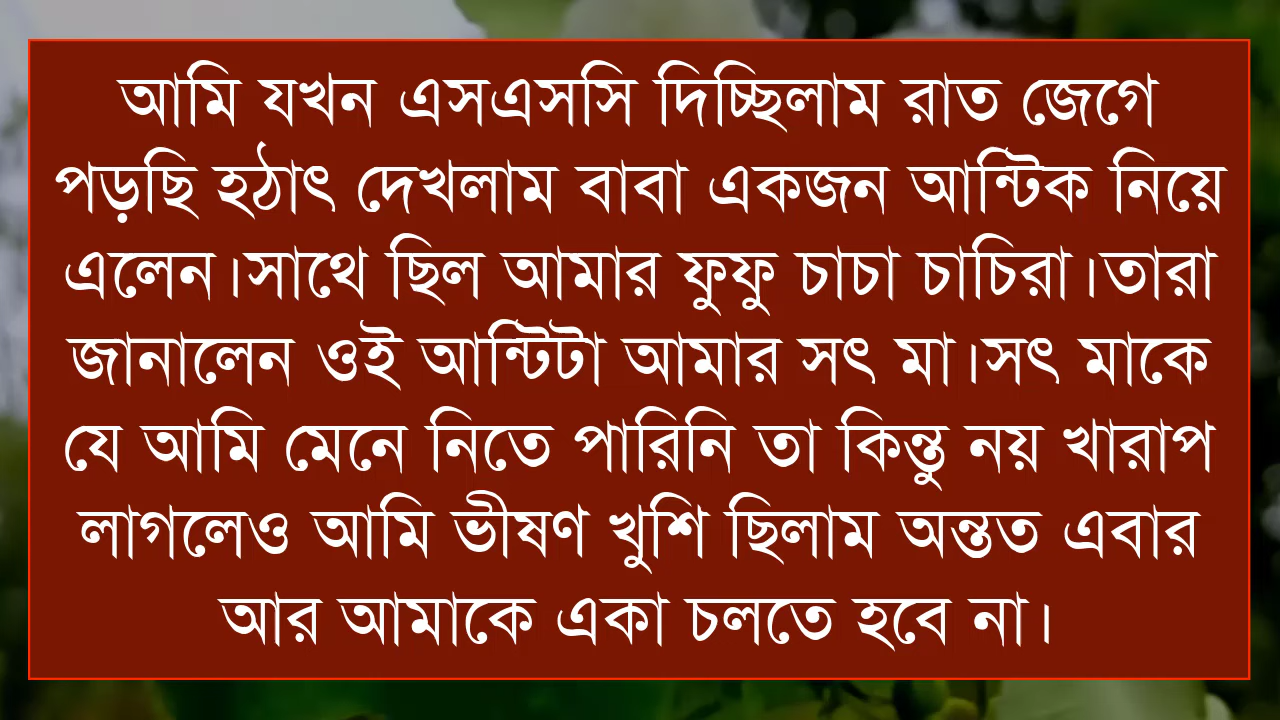 আমি যখন এসএসসি দিচ্ছিলাম রাত জেগে
পড়ছি হঠাৎ দেখলাম বাবা একজন আন্টিক নিয়ে
এলেন।সাথে ছিল আমার ফুফু চাচা চাচিরা।তারা
জানালেন ওই আন্টিটা আমার সৎ মা।সৎ মাকে
যে আমি মেনে নিতে পারিনি তা কিন্তু নয় খারাপ
লাগলেও আমি ভীষণ খুশি ছিলাম অন্তত এবার
আর আমাকে একা চলতে হবে না।